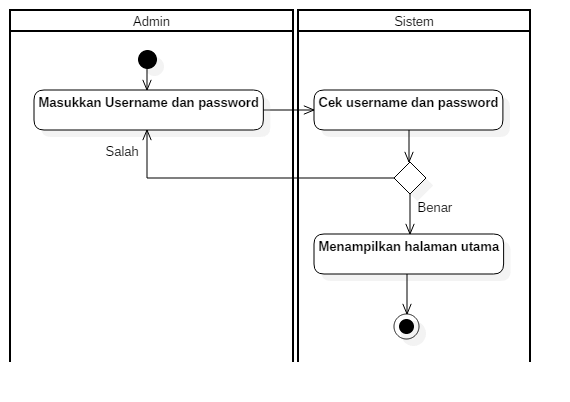 Admin
Sistem
Masukkan Username dan password
Cek username dan password
Salah
Benar
Menampilkan halaman utama